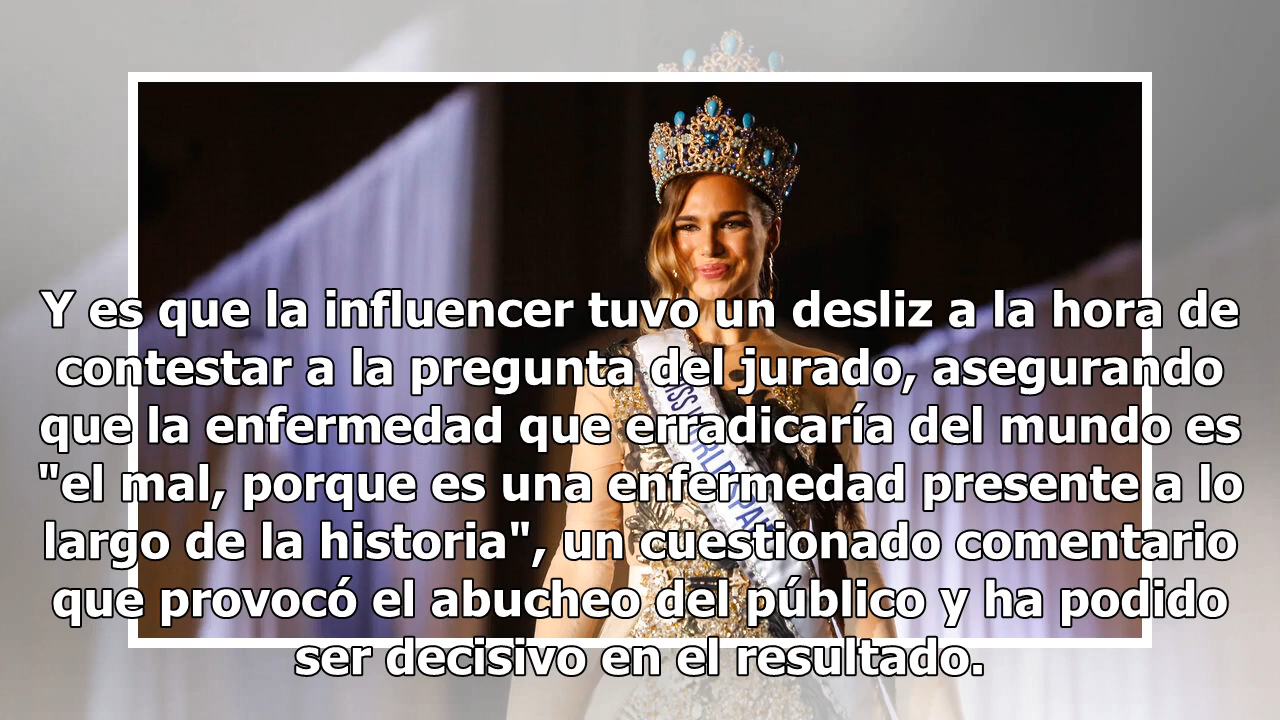 Y es que la influencer tuvo un desliz a la hora de
contestar a la pregunta del jurado, asegurando
que la enfermedad que erradicaría del mundo es
"el mal, porque es una enfermedad presente a lo
largo de la historia", un cuestionado comentario
que provocó el abucheo del público y ha podido
ser decisivo en el resultado.